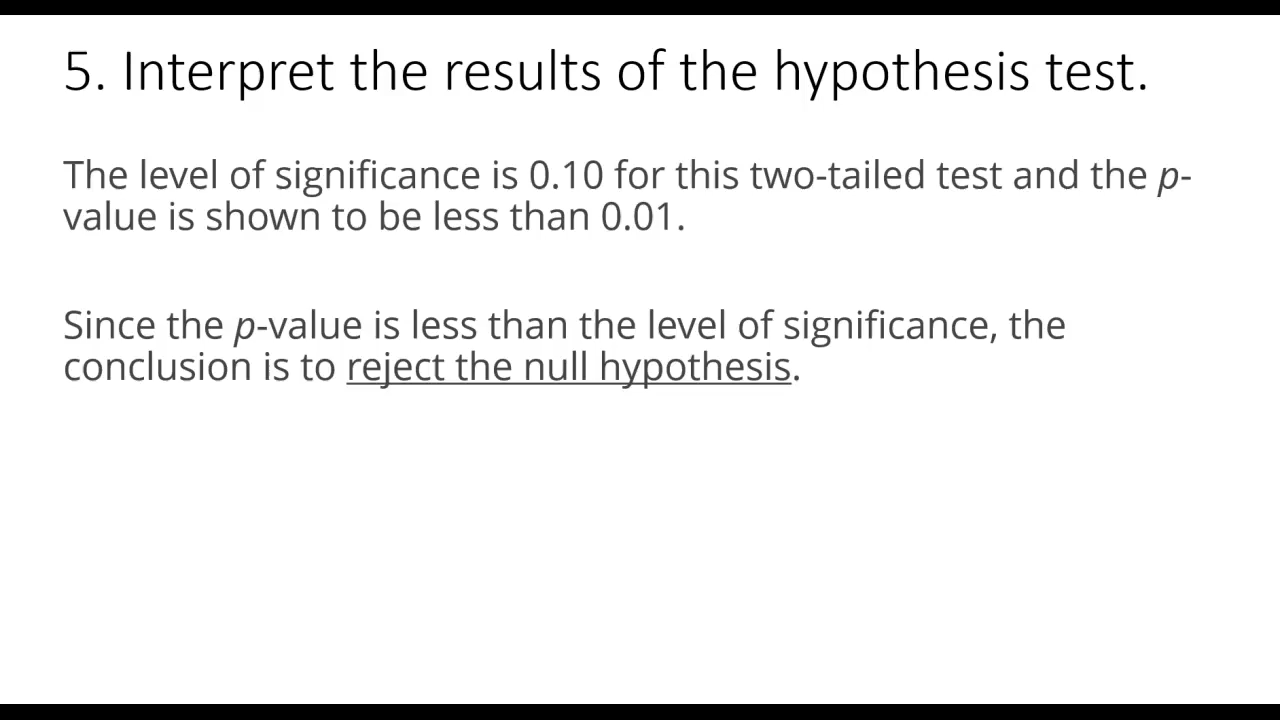 5. Interpret the results of the hypothesis test.
The level of significance is 0.10 for this two-tailed test and the p-
value is shown to be less than 0.01.
Since the p-value is less than the level of significance, the
conclusion is to reject the null hypothesis.